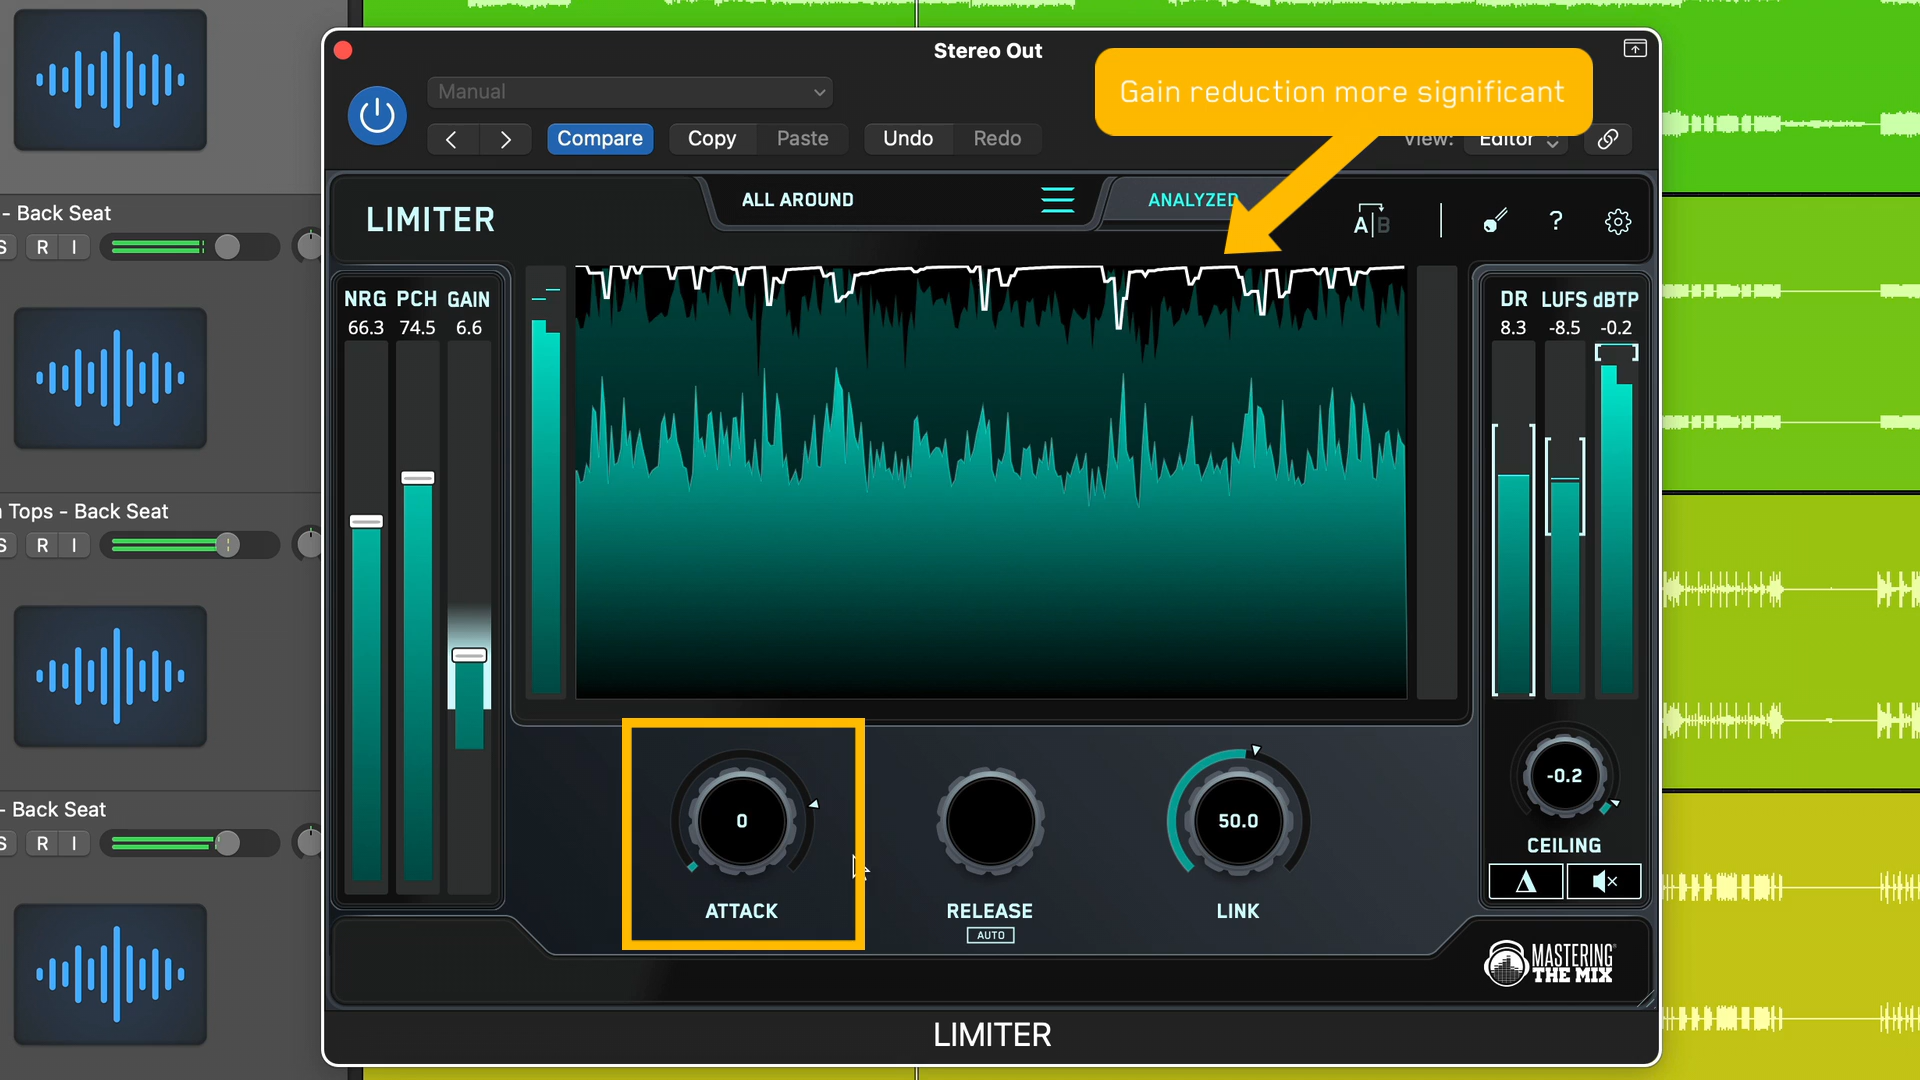 Stereo Out
Manual
Gain reduction more significant
Compare Copy Paste Undo Redo View: Editor
LIMITER
ALL AROUND
ANALYZED
A|B
?
NRG PCH GAIN
66.3 74.5 6.6
DR LUFS dBTP
8.3 -8.5 -0.2
- Back Seat
S R I
Tops - Back Seat
S R I
- Back Seat
S R I
0
50.0
-0.2
ATTACK
RELEASE
AUTO
LINK
CEILING
MASTERING
THE MIX
LIMITER